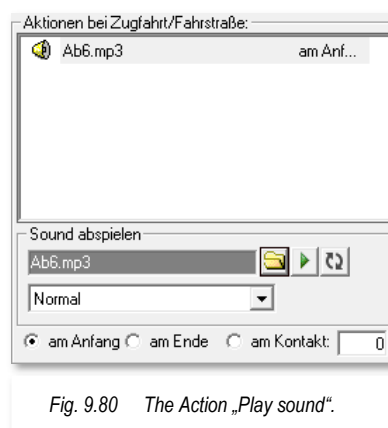 Aktionen bei Zugfahrt/Fahrstraße:
Ab6.mp3 am Anf...
Sound abspielen
Ab6.mp3
Normal
am Anfang am Ende am Kontakt: 0
Fig. 9.80 The Action „Play sound“.